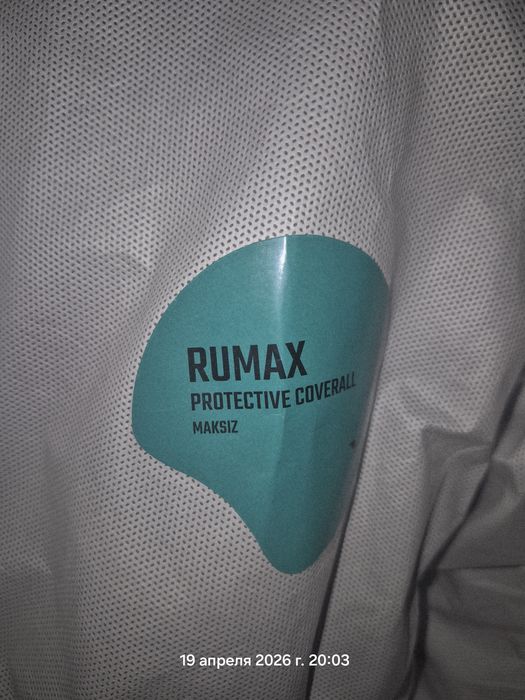 RUMAX
PROTECTIVE COVERALL
MAKSIZ
19 апреля 2026 г. 20:03